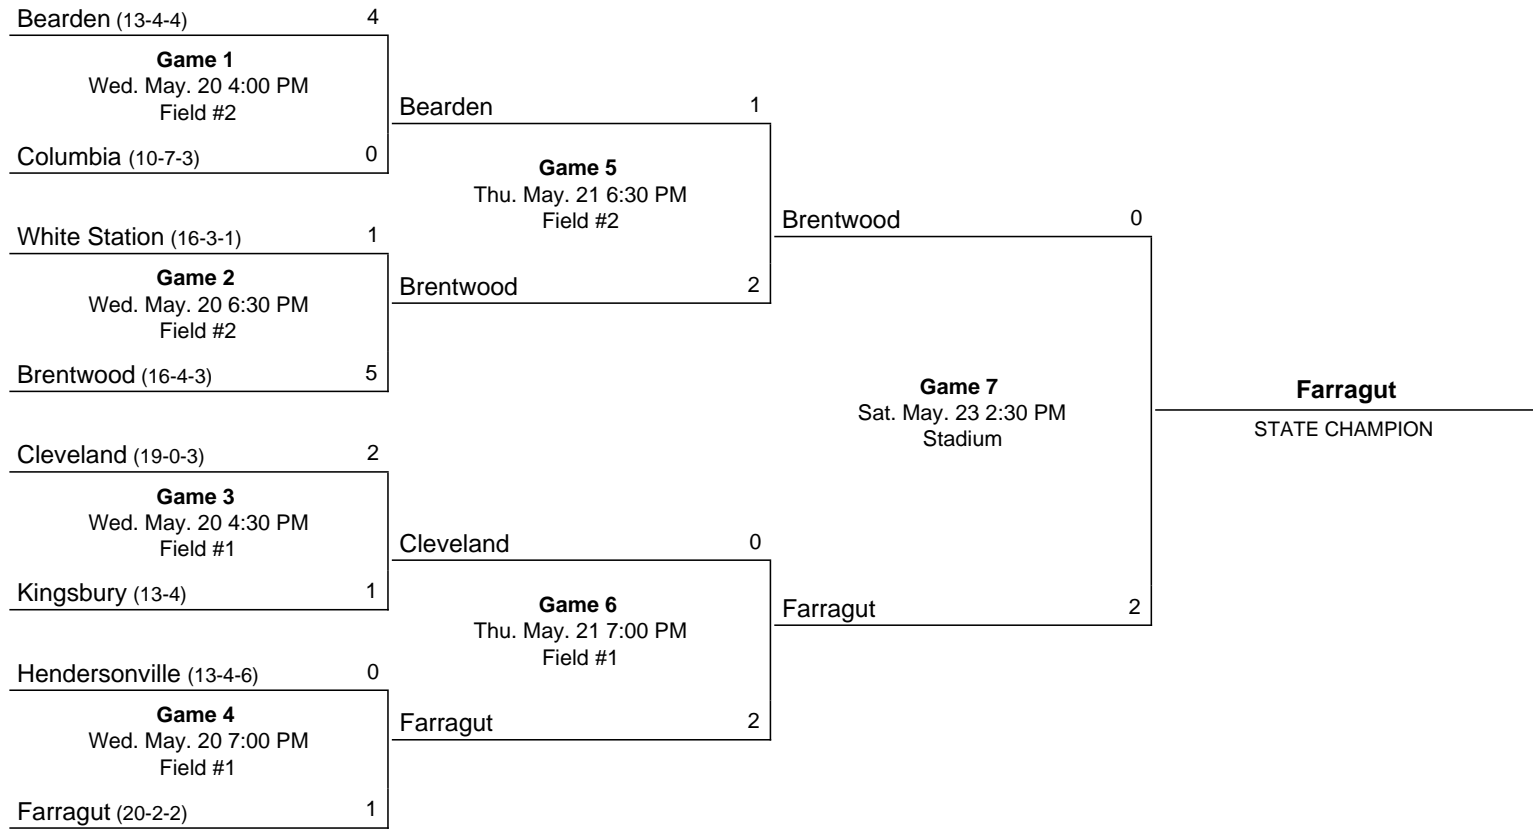 Bearden (13-4-4) 4
Game 1
Wed. May. 20 4:00 PM
Field #2
Columbia (10-7-3) 0
White Station (16-3-1) 1
Game 2
Wed. May. 20 6:30 PM
Field #2
Brentwood (16-4-3) 5
Cleveland (19-0-3) 2
Game 3
Wed. May. 20 4:30 PM
Field #1
Kingsbury (13-4) 1
Hendersonville (13-4-6) 0
Game 4
Wed. May. 20 7:00 PM
Field #1
Farragut (20-2-2) 1
Bearden 1
Game 5
Thu. May. 21 6:30 PM
Field #2
Brentwood 2
Cleveland 0
Game 6
Thu. May. 21 7:00 PM
Field #1
Farragut 2
Brentwood 0
Game 7
Sat. May. 23 2:30 PM
Stadium
Farragut 2
Farragut
STATE CHAMPION